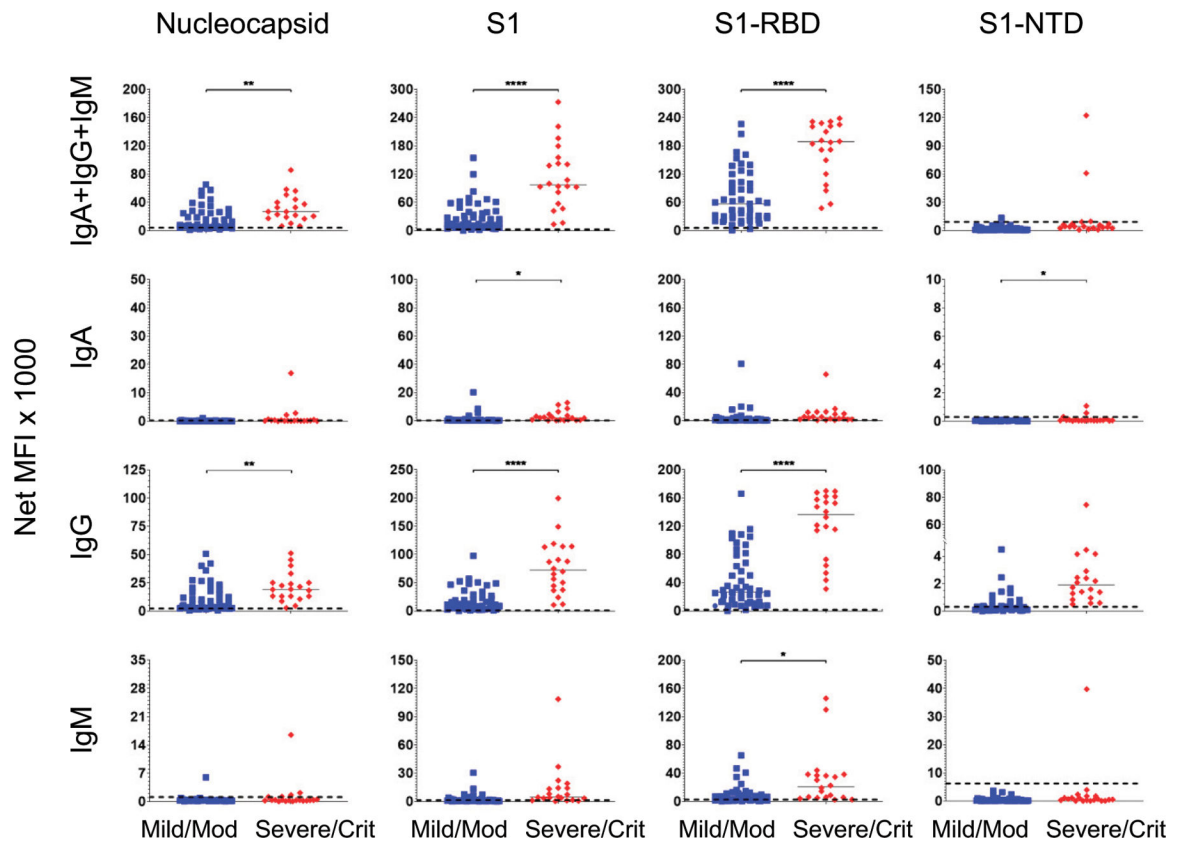 Nucleocapsid S1 S1-RBD S1-NTD
IgA+IgG+IgM
** **** ****
200 300 300 150
160 240 240 120
120 180 180 90
80 120 120 60
40 60 60 30
0 0 0 0
Net MFI x 1000
IgA
* *
50 100 100 10
40 80 80 8
30 60 60 6
20 40 40 4
10 20 20 2
0 0 0 0
IgG
** **** ****
125 250 200 100
100 200 160 80
75 150 120 60
50 100 80 4
25 50 40 2
0 0 0 0
IgM
*
35 150 200 50
28 120 160 40
21 90 120 30
14 60 80 20
7 30 40 10
0 0 0 0
Mild/Mod Severe/Crit Mild/Mod Severe/Crit Mild/Mod Severe/Crit Mild/Mod Severe/Crit